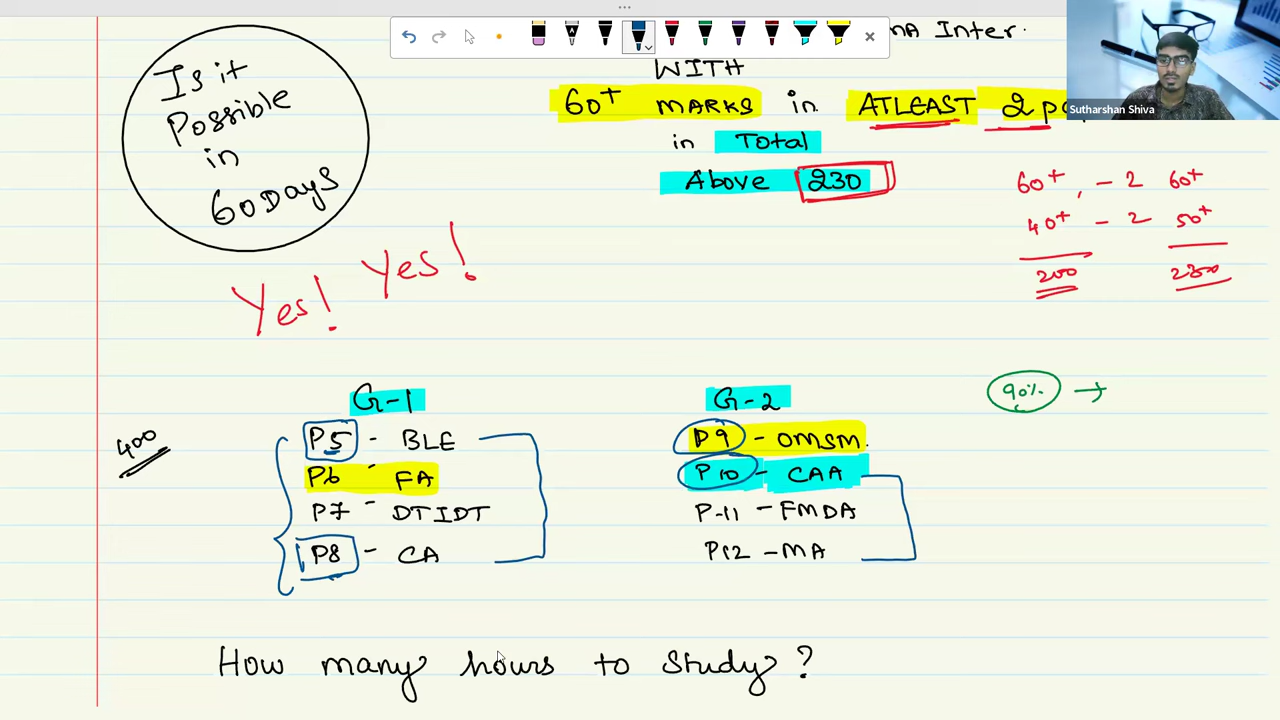 Is it
Possible
in
60 Days
Yes! Yes!
MA Inter.
WITH
60+ MARKS in ATLEAST 2
in Total
Above 230
60+, - 2 60+
40+ - 2 50+
200 230
Sutharshan Shiva
400
G-1
P5 - BLE
P6 - FA
P7 - DTIDT
P8 - CA
G-2
P9 - OMSM.
P10 - CAA
P-11 - FMDA
P12 - MA
90% →
How many hours to study?